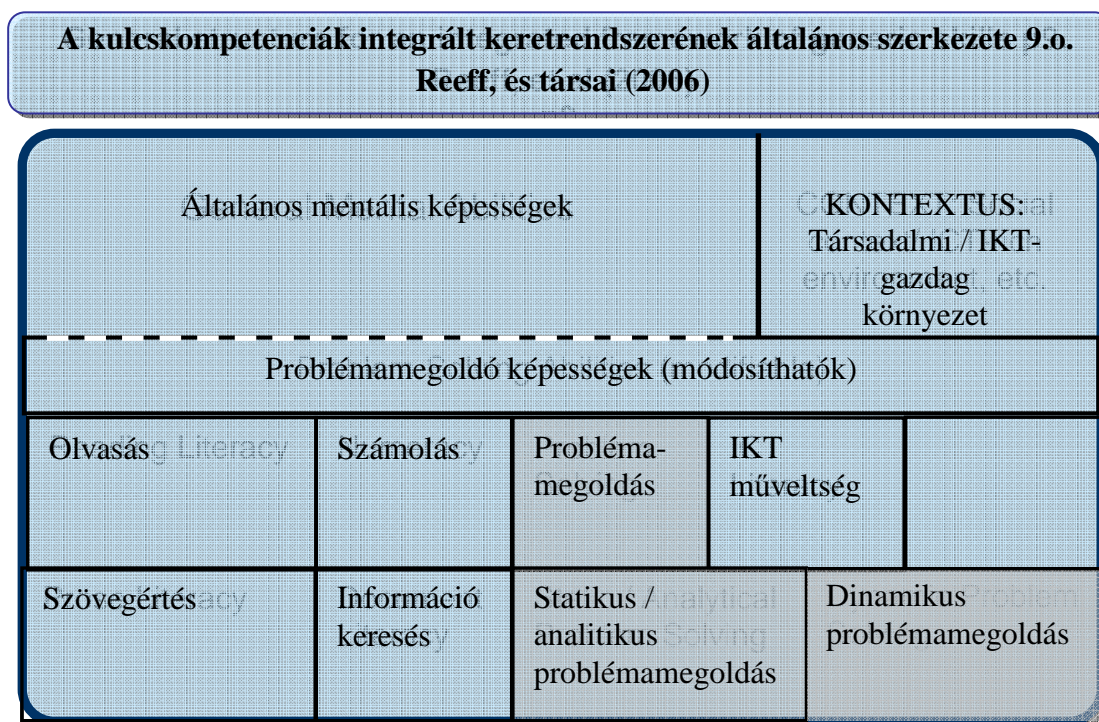 A kulcskompetenciák integrált keretrendszerének általános szerkezete 9.o.
Reeff, és társai (2006)
Általános mentális képességek
KONTEXTUS:
Társadalmi / IKT-
gazdag
környezet
Problémamegoldó képességek (módosíthatók)
Olvasás
Számolás
Probléma-
megoldás
IKT
műveltség
Szövegértés
Információ
keresés
Statikus /
analitikus
problémamegoldás
Dinamikus
problémamegoldás